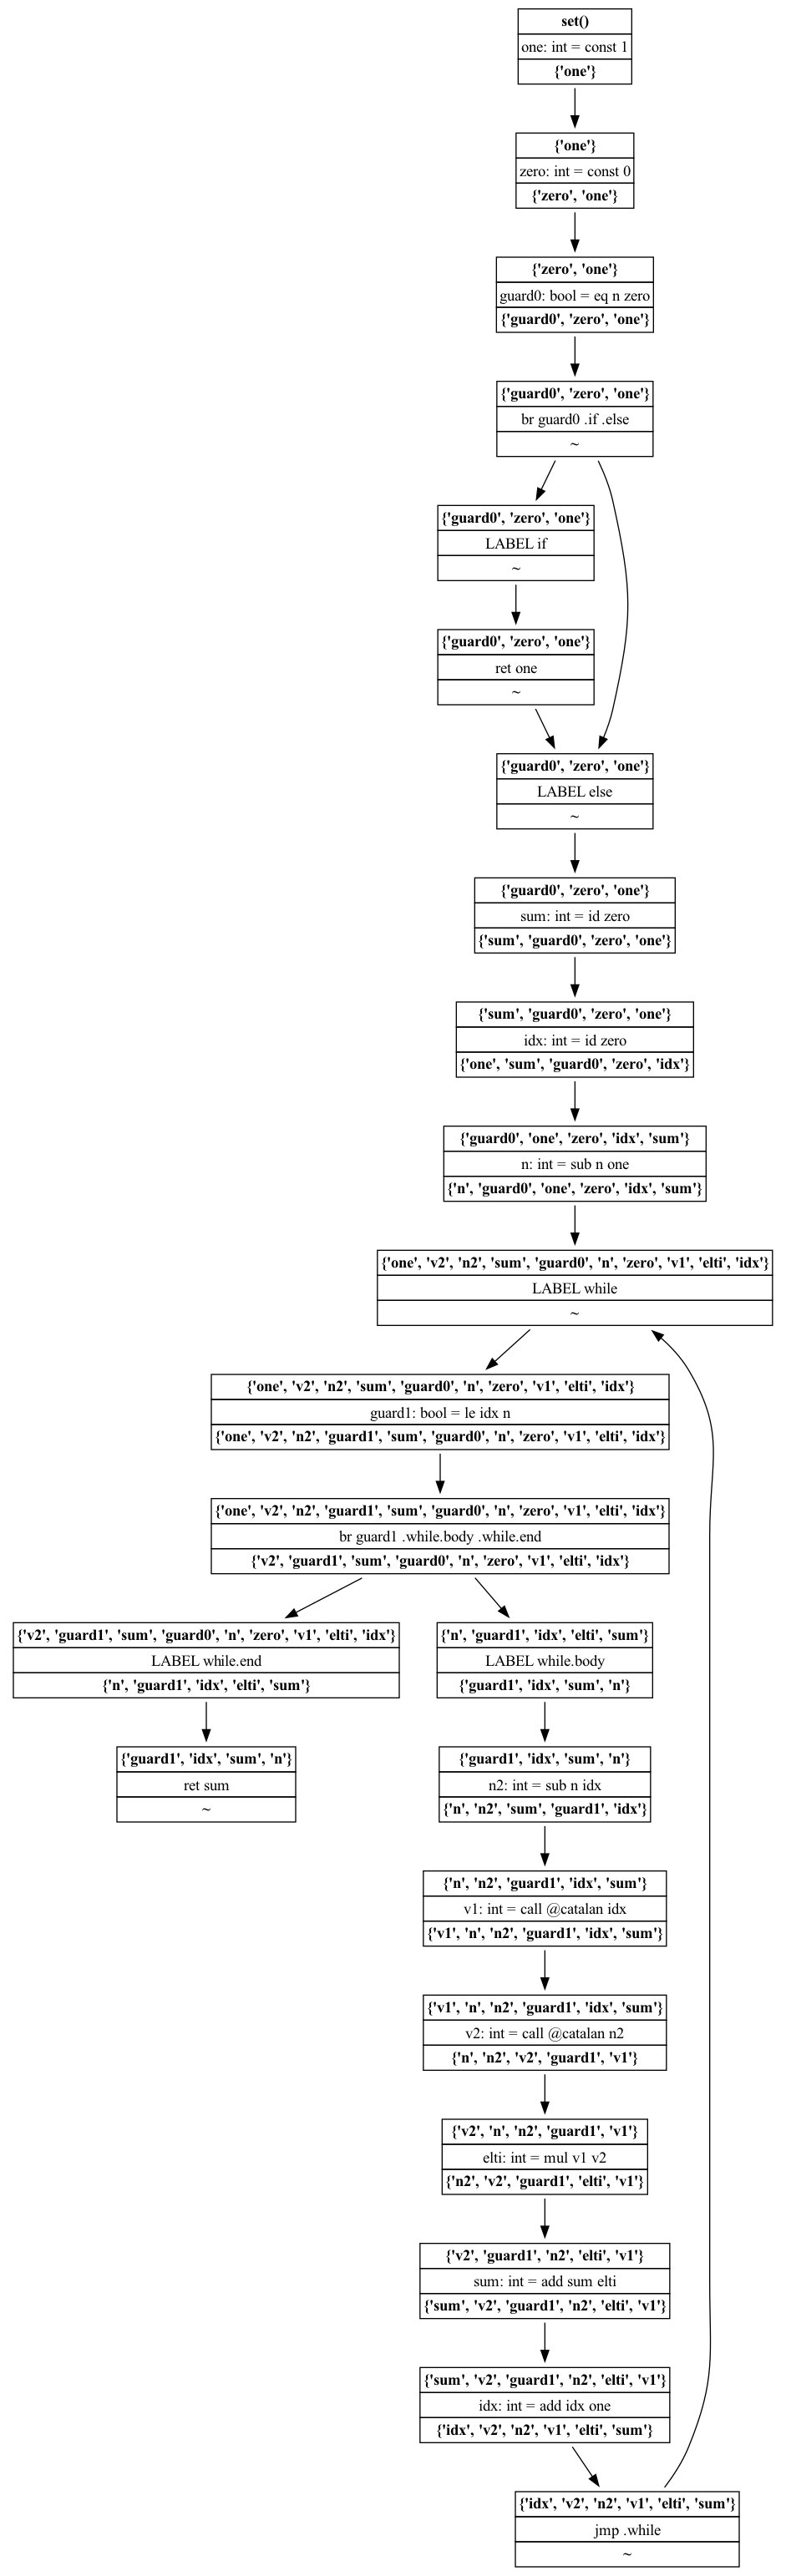 set()
one: int = const 1
{'one'}
{'one'}
zero: int = const 0
{'zero', 'one'}
{'zero', 'one'}
guard0: bool = eq n zero
{'guard0', 'zero', 'one'}
{'guard0', 'zero', 'one'}
br guard0 .if .else
~
{'guard0', 'zero', 'one'}
LABEL if
~
{'guard0', 'zero', 'one'}
ret one
~
{'guard0', 'zero', 'one'}
LABEL else
~
{'guard0', 'zero', 'one'}
sum: int = id zero
{'sum', 'guard0', 'zero', 'one'}
{'sum', 'guard0', 'zero', 'one'}
idx: int = id zero
{'one', 'sum', 'guard0', 'zero', 'idx'}
{'guard0', 'one', 'zero', 'idx', 'sum'}
n: int = sub n one
{'n', 'guard0', 'one', 'zero', 'idx', 'sum'}
{'one', 'v2', 'n2', 'sum', 'guard0', 'n', 'zero', 'v1', 'elti', 'idx'}
LABEL while
~
{'one', 'v2', 'n2', 'sum', 'guard0', 'n', 'zero', 'v1', 'elti', 'idx'}
guard1: bool = le idx n
{'one', 'v2', 'n2', 'guard1', 'sum', 'guard0', 'n', 'zero', 'v1', 'elti', 'idx'}
{'one', 'v2', 'n2', 'guard1', 'sum', 'guard0', 'n', 'zero', 'v1', 'elti', 'idx'}
br guard1 .while.body .while.end
{'v2', 'guard1', 'sum', 'guard0', 'n', 'zero', 'v1', 'elti', 'idx'}
{'v2', 'guard1', 'sum', 'guard0', 'n', 'zero', 'v1', 'elti', 'idx'}
LABEL while.end
{'n', 'guard1', 'idx', 'elti', 'sum'}
{'n', 'guard1', 'idx', 'elti', 'sum'}
LABEL while.body
{'guard1', 'idx', 'sum', 'n'}
{'guard1', 'idx', 'sum', 'n'}
ret sum
~
{'guard1', 'idx', 'sum', 'n'}
n2: int = sub n idx
{'n', 'n2', 'sum', 'guard1', 'idx'}
{'n', 'n2', 'guard1', 'idx', 'sum'}
v1: int = call @catalan idx
{'v1', 'n', 'n2', 'guard1', 'idx', 'sum'}
{'v1', 'n', 'n2', 'guard1', 'idx', 'sum'}
v2: int = call @catalan n2
{'n', 'n2', 'v2', 'guard1', 'v1'}
{'v2', 'n', 'n2', 'guard1', 'v1'}
elti: int = mul v1 v2
{'n2', 'v2', 'guard1', 'elti', 'v1'}
{'v2', 'guard1', 'n2', 'elti', 'v1'}
sum: int = add sum elti
{'sum', 'v2', 'guard1', 'n2', 'elti', 'v1'}
{'sum', 'v2', 'guard1', 'n2', 'elti', 'v1'}
idx: int = add idx one
{'idx', 'v2', 'n2', 'v1', 'elti', 'sum'}
{'idx', 'v2', 'n2', 'v1', 'elti', 'sum'}
jmp .while
~